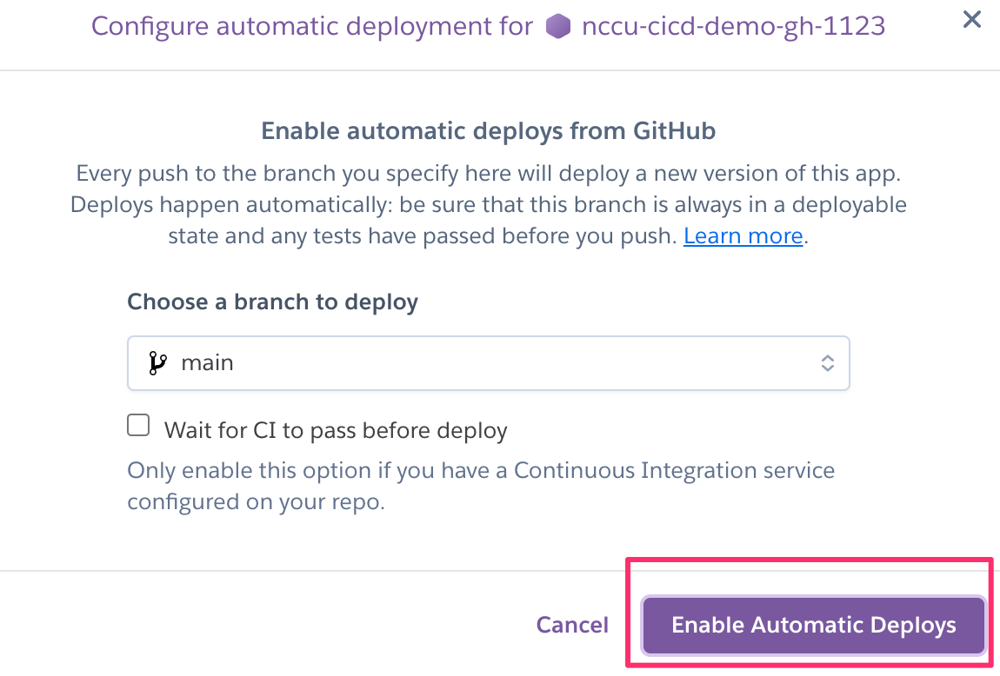 Configure automatic deployment for nccu-cicd-demo-gh-1123
Enable automatic deploys from GitHub
Every push to the branch you specify here will deploy a new version of this app.
Deploys happen automatically: be sure that this branch is always in a deployable
state and any tests have passed before you push. Learn more.
Choose a branch to deploy
main
Wait for CI to pass before deploy
Only enable this option if you have a Continuous Integration service
configured on your repo.
Cancel Enable Automatic Deploys